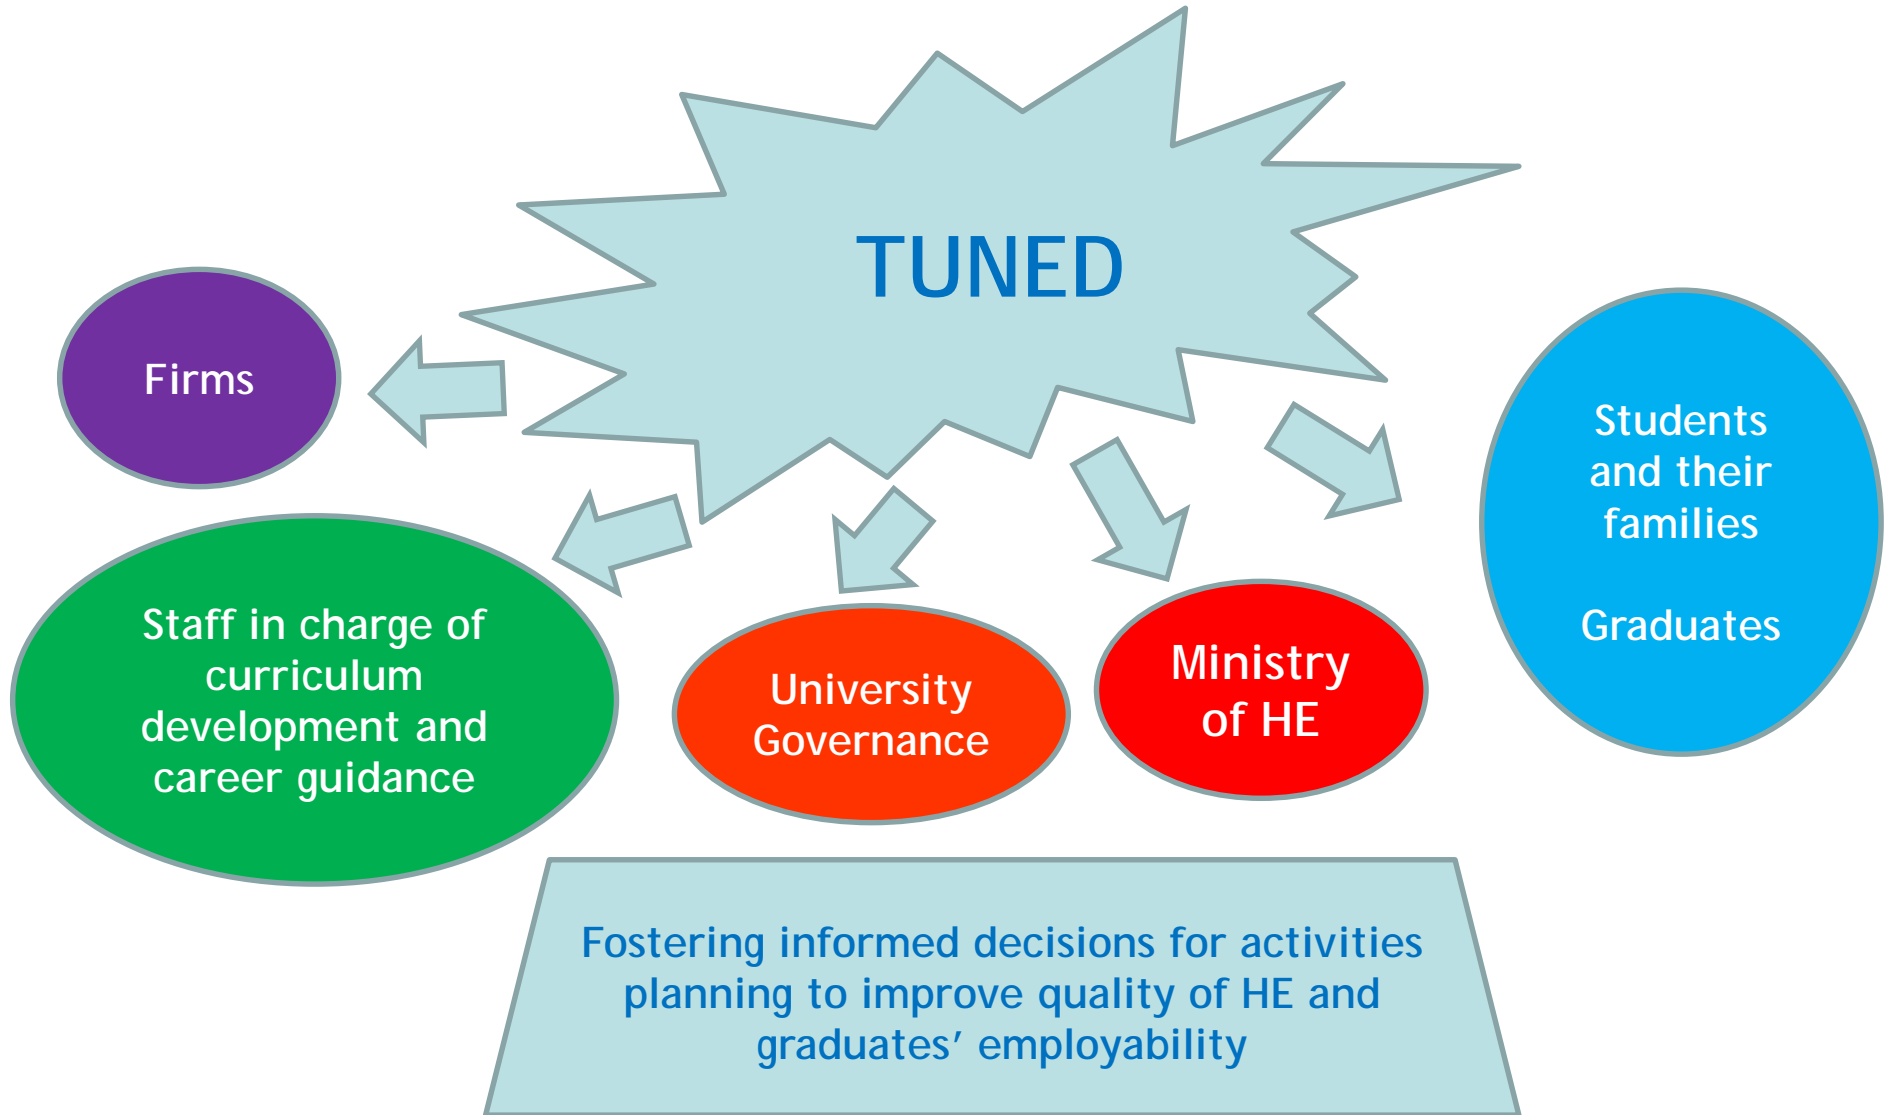 TUNED
Firms
Students
and their
families
Graduates
Staff in charge of
curriculum
development and
career guidance
University
Governance
Ministry
of HE
Fostering informed decisions for activities
planning to improve quality of HE and
graduates’ employability